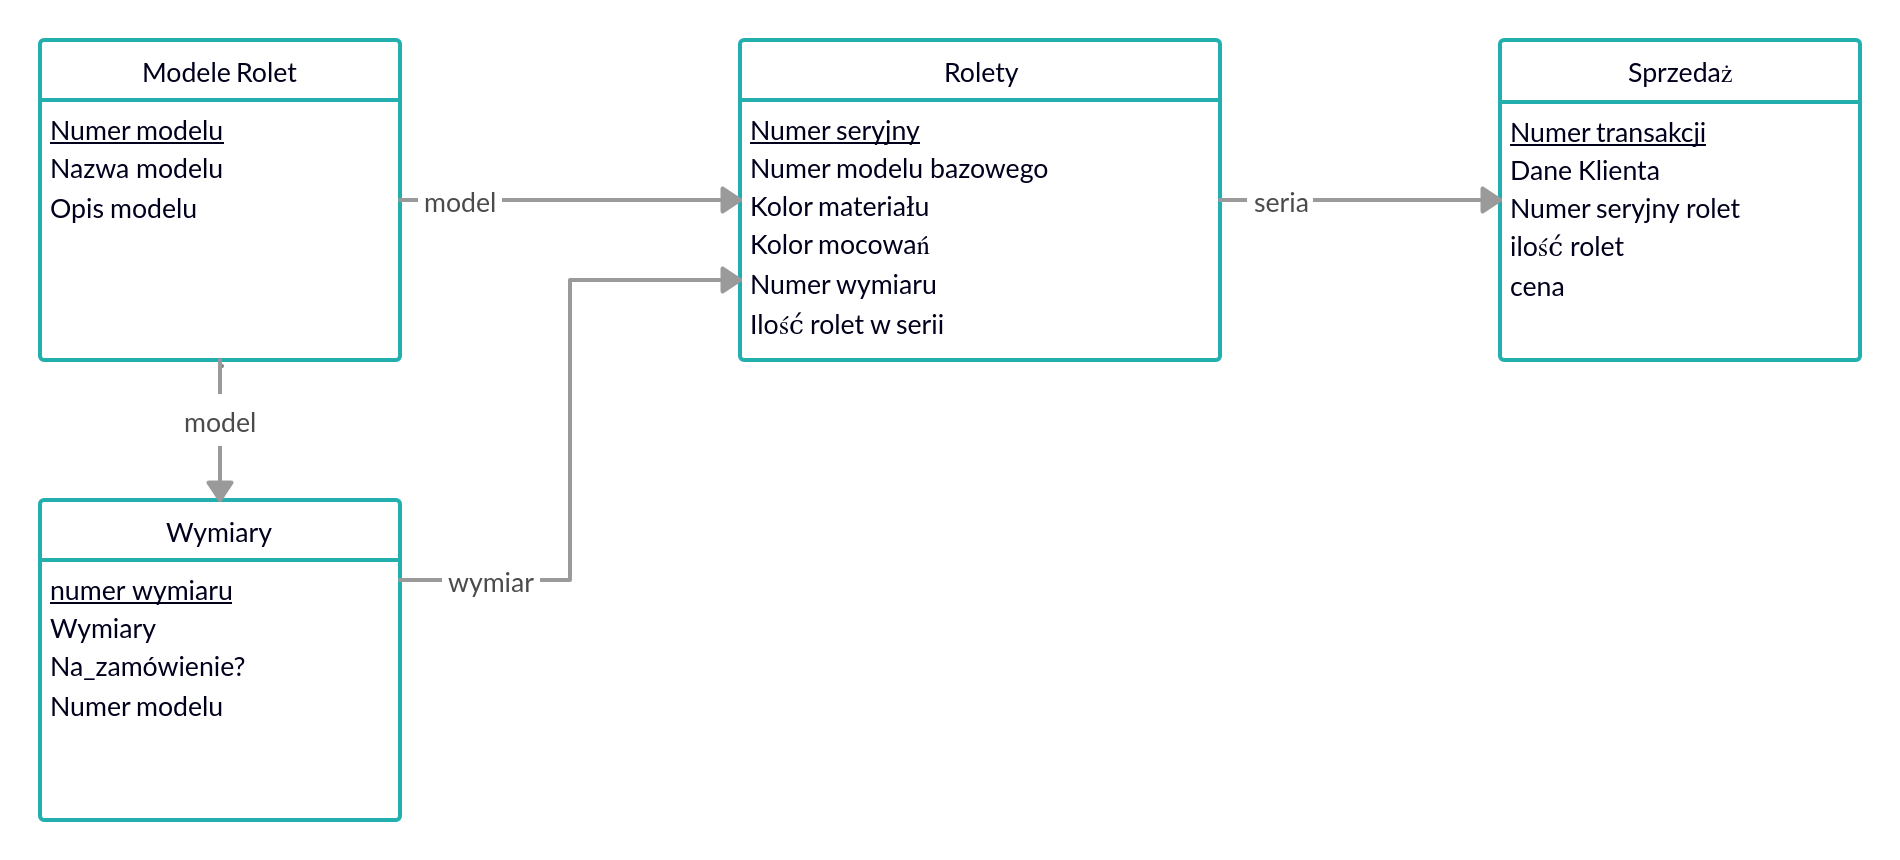 Modele Rolet
Numer modelu
Nazwa modelu
Opis modelu
model
Rolety
Numer seryjny
Numer modelu bazowego
Kolor materiału
Kolor mocowań
Numer wymiaru
Ilość rolet w serii
seria
Sprzedaż
Numer transakcji
Dane Klienta
Numer seryjny rolet
ilość rolet
cena
model
Wymiary
numer wymiaru
Wymiary
Na_zamówienie?
Numer modelu
wymiar